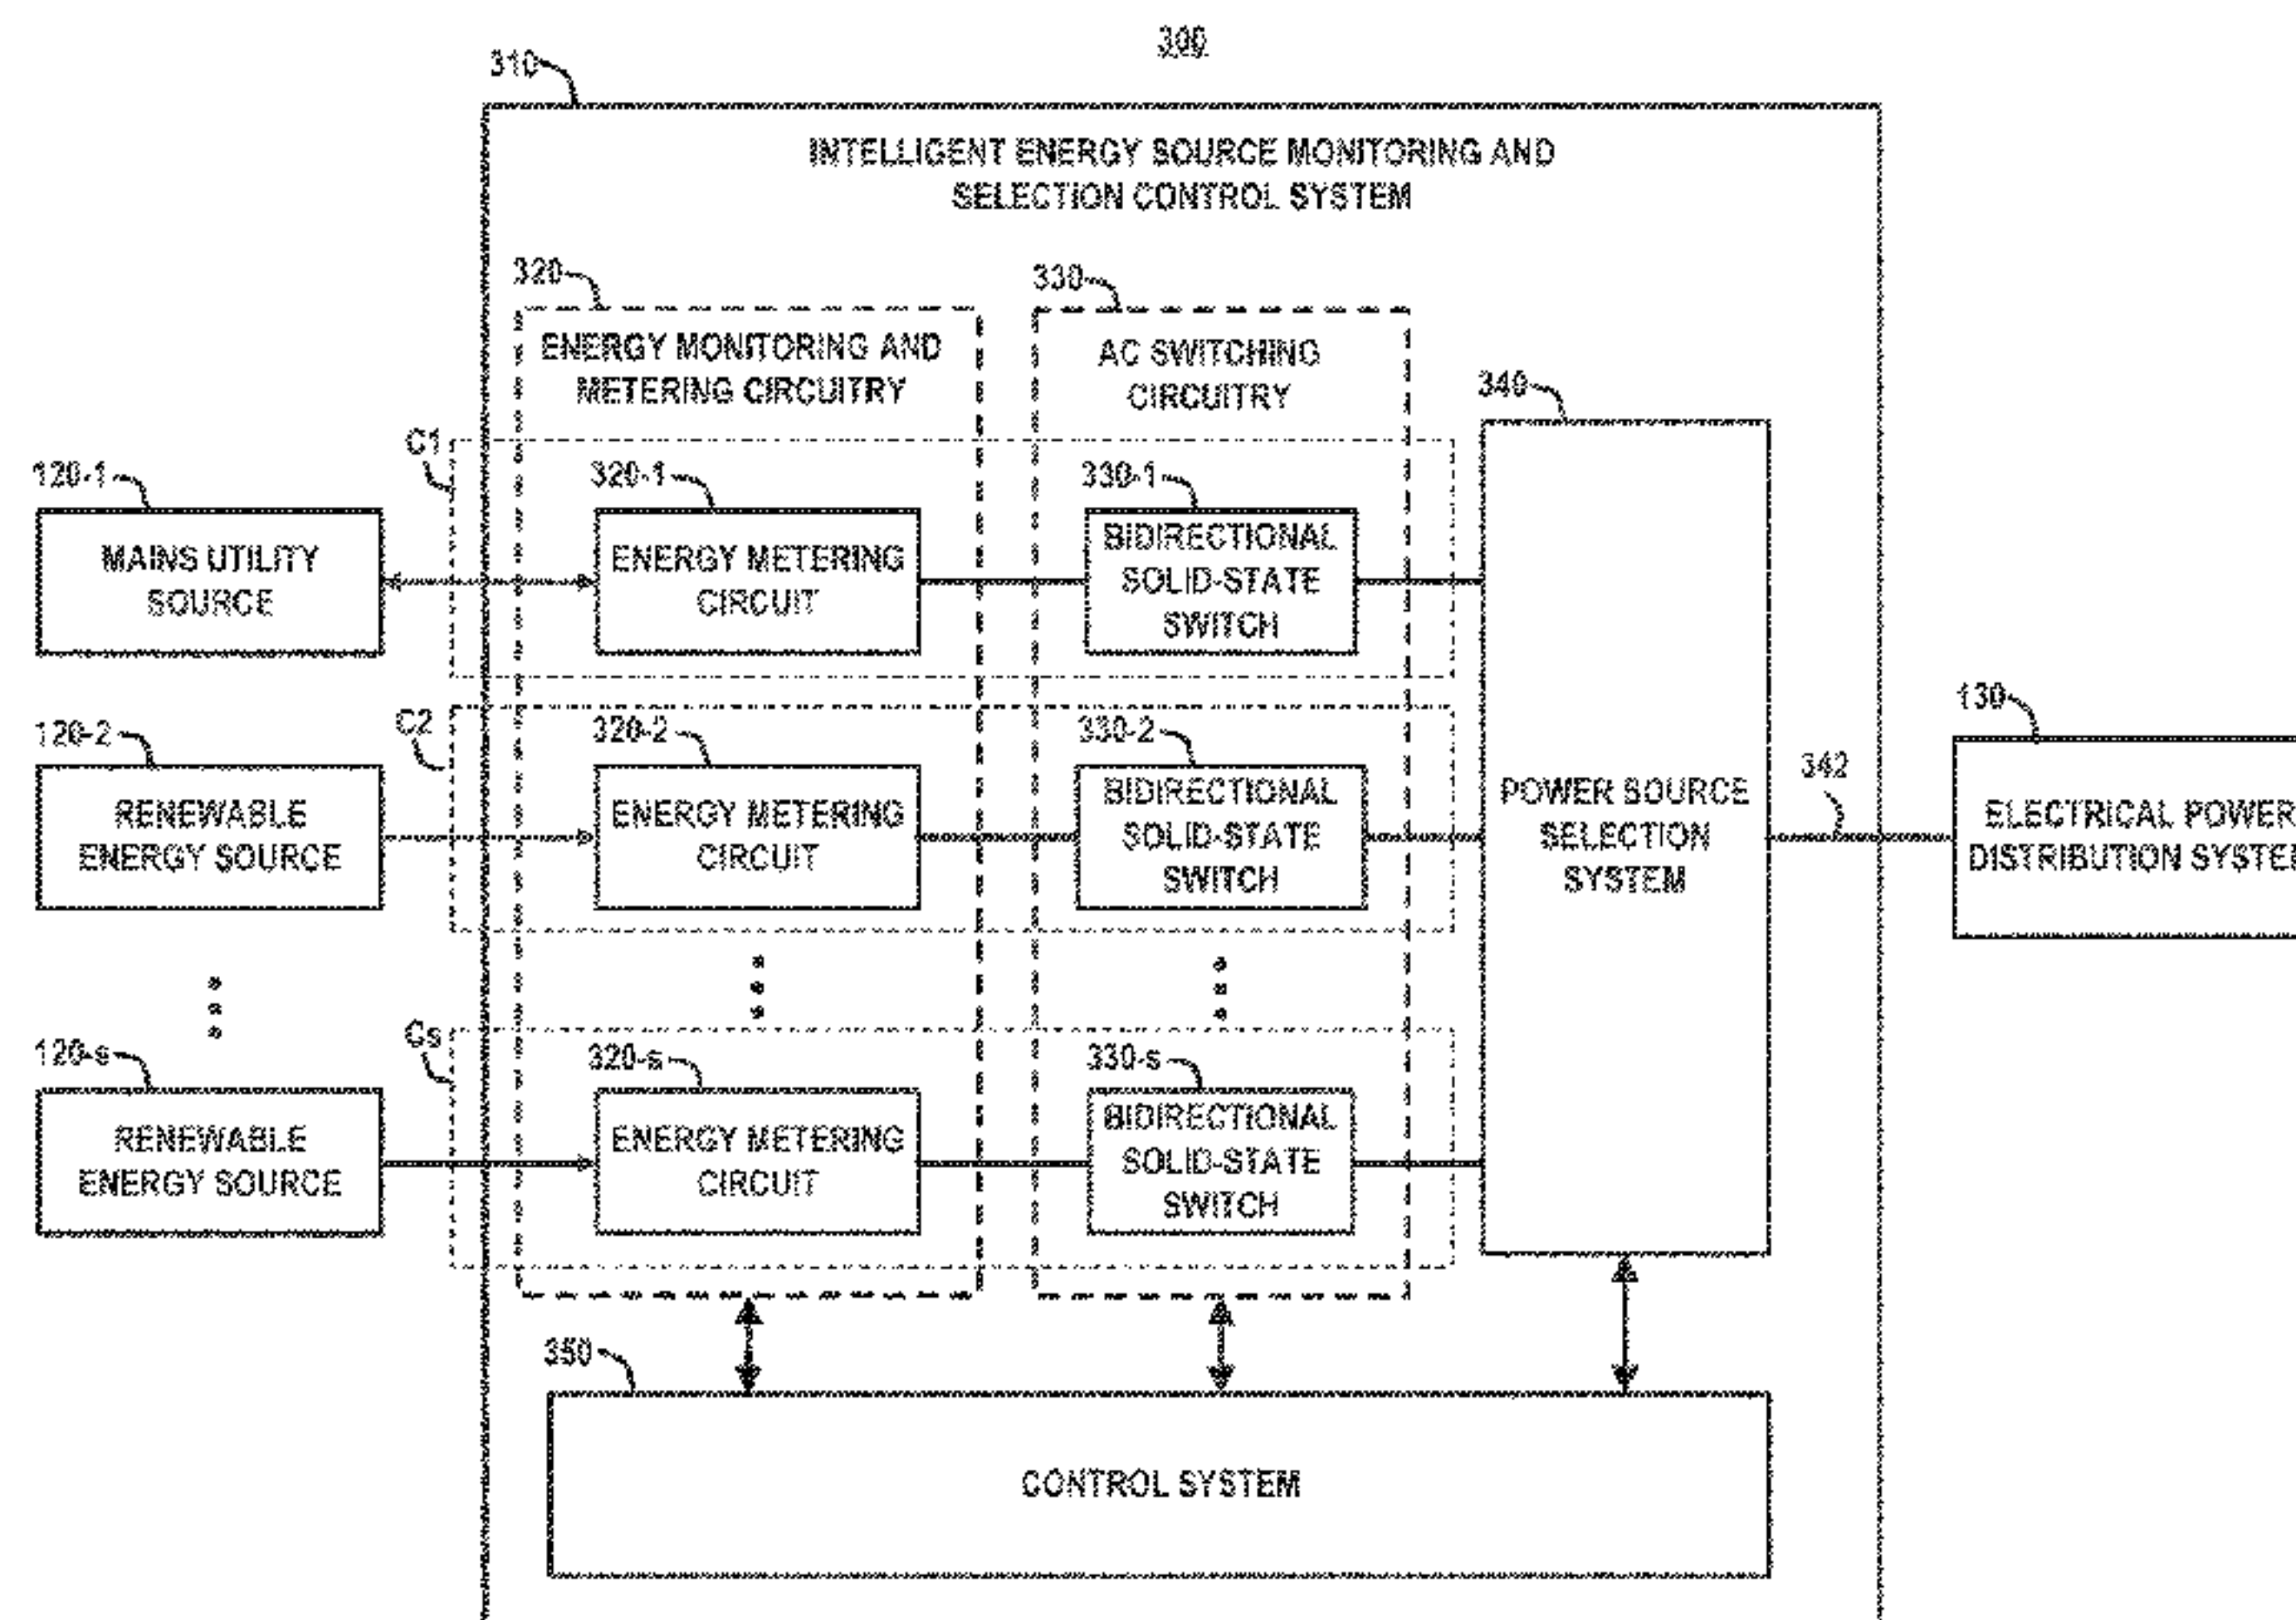 300
310
INTELLIGENT ENERGY SOURCE MONITORING AND
SELECTION CONTROL SYSTEM
320
330
ENERGY MONITORING AND
METERING CIRCUITRY
AC SWITCHING
CIRCUITRY
340
C1
120-1
320-1
330-1
MAINS UTILITY
SOURCE
ENERGY METERING
CIRCUIT
BIDIRECTIONAL
SOLID-STATE
SWITCH
C2
120-2
320-2
330-2
RENEWABLE
ENERGY SOURCE
ENERGY METERING
CIRCUIT
BIDIRECTIONAL
SOLID-STATE
SWITCH
POWER SOURCE
SELECTION
SYSTEM
342
130
ELECTRICAL POWER
DISTRIBUTION SYSTE
Cs
120-s
320-s
330-s
RENEWABLE
ENERGY SOURCE
ENERGY METERING
CIRCUIT
BIDIRECTIONAL
SOLID-STATE
SWITCH
350
CONTROL SYSTEM